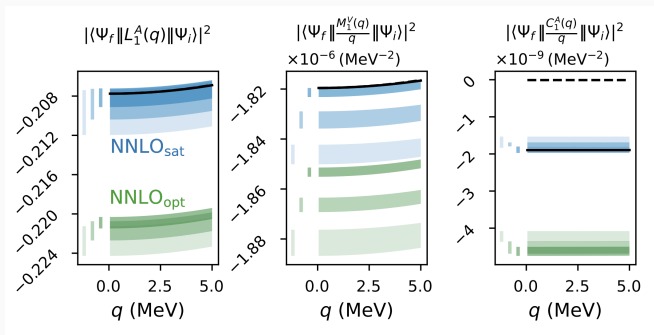 |⟨Ψ_f‖L_1^A(q)‖Ψ_i⟩|²
|⟨Ψ_f‖M_1^V(q)/q‖Ψ_i⟩|²
|⟨Ψ_f‖C_1^A(q)/q‖Ψ_i⟩|²
×10⁻⁶ (MeV⁻²)
×10⁻⁹ (MeV⁻²)
−0.208
−0.212
−0.216
−0.220
−0.224
NNLO_sat
NNLO_opt
−1.82
−1.84
−1.86
−1.88
0
−1
−2
−4
0.0 2.5 5.0
0.0 2.5 5.0
0.0 2.5 5.0
q (MeV)
q (MeV)
q (MeV)